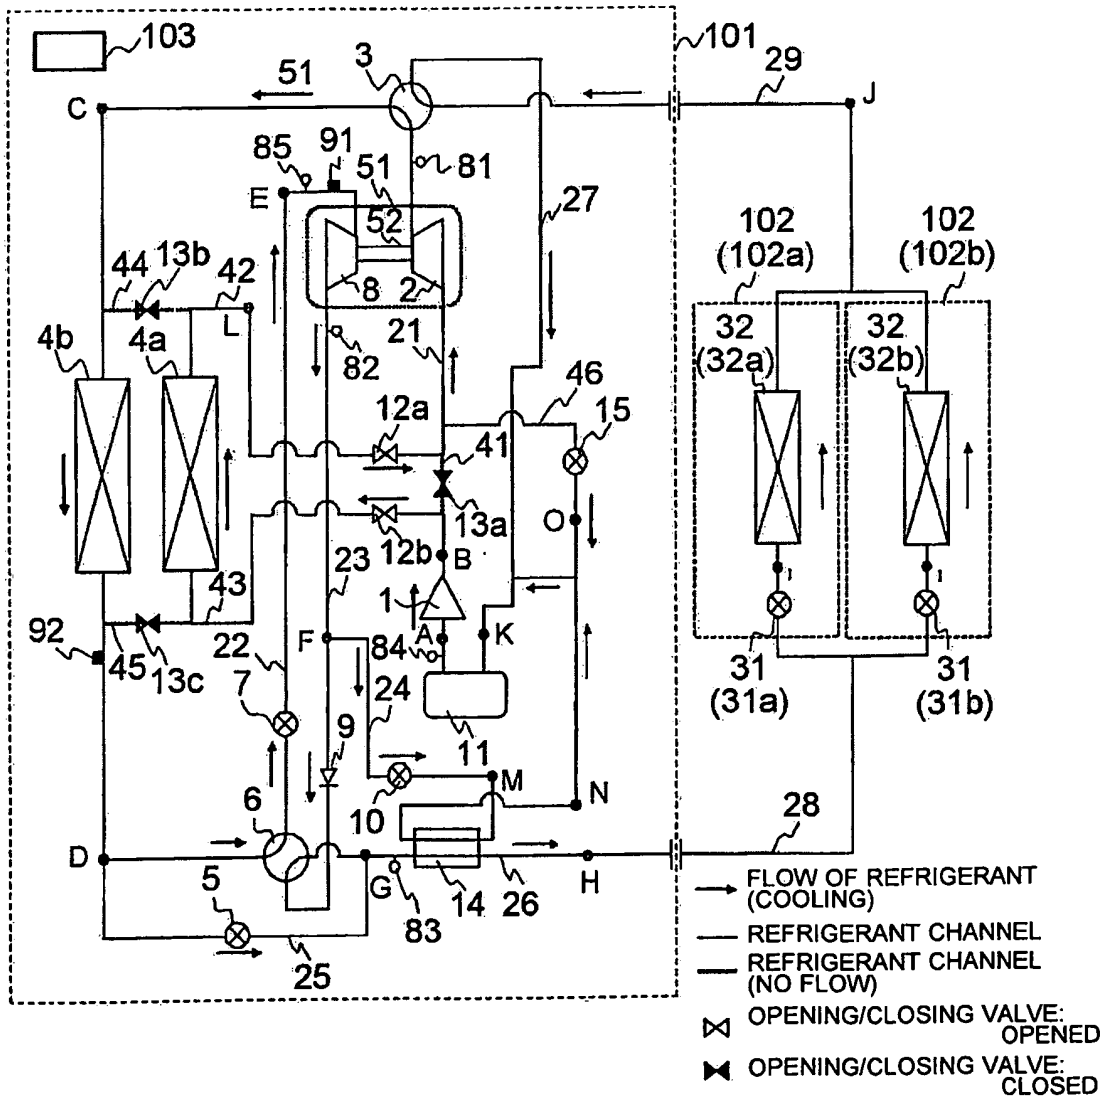 103
3
101
29
C
51
J
85
91
81
E
51
27
52
102
(102a)
102
(102b)
44
13b
42
8
2
L
4b
4a
82
21
32
(32a)
32
(32b)
46
12a
15
41
13a
O
12b
B
23
1
92
45
43
A
K
F
84
22
13c
31
(31a)
31
(31b)
7
24
9
11
M
10
N
6
28
D
5
G
14
26
H
83
25
FLOW OF REFRIGERANT
(COOLING)
REFRIGERANT CHANNEL
REFRIGERANT CHANNEL
(NO FLOW)
OPENING/CLOSING VALVE:
OPENED
OPENING/CLOSING VALVE:
CLOSED